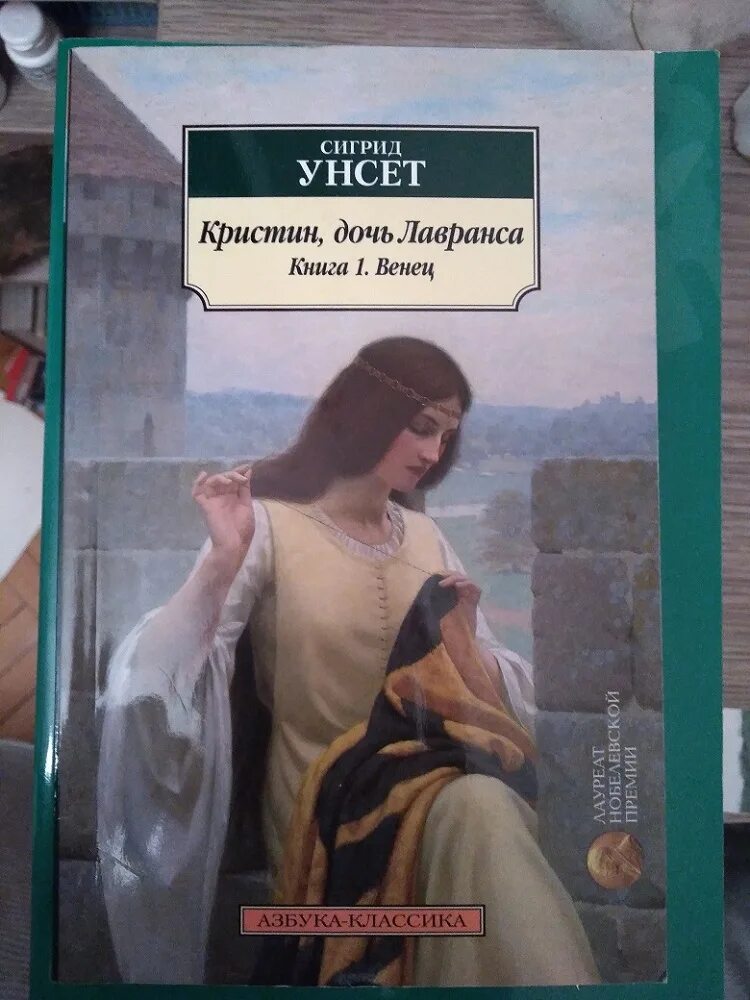 СИГРИД
УНСЕТ
Кристин, дочь Лавранса
Книга 1. Венец
ЛАУРЕАТ
НОБЕЛЕВСКОЙ
ПРЕМИИ
АЗБУКА-КЛАССИКА